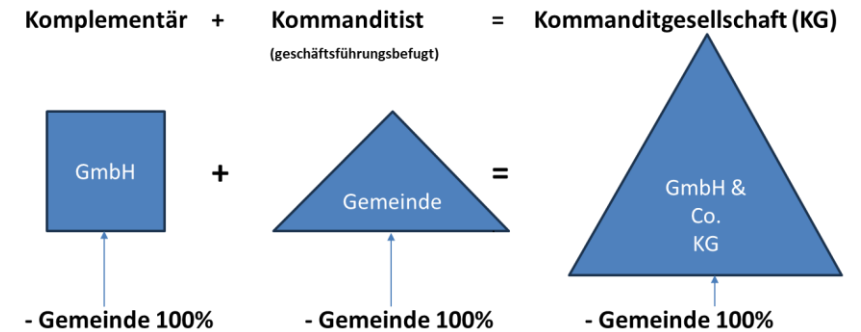 Komplementär + Kommanditist = Kommanditgesellschaft (KG)
(geschäftsführungsbefugt)
GmbH + Gemeinde = GmbH &
Co.
KG
- Gemeinde 100% - Gemeinde 100% - Gemeinde 100%